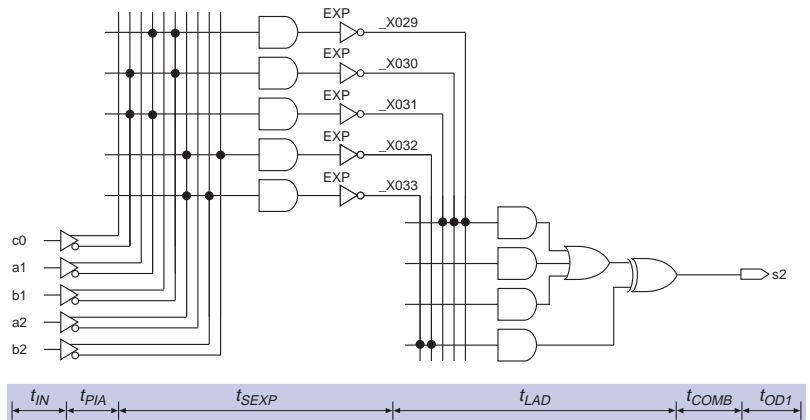 EXP
_X029
EXP
_X030
EXP
_X031
EXP
_X032
EXP
_X033
c0
a1
b1
a2
b2
s2
tIN tPIA tSEXP tLAD tCOMB tOD1